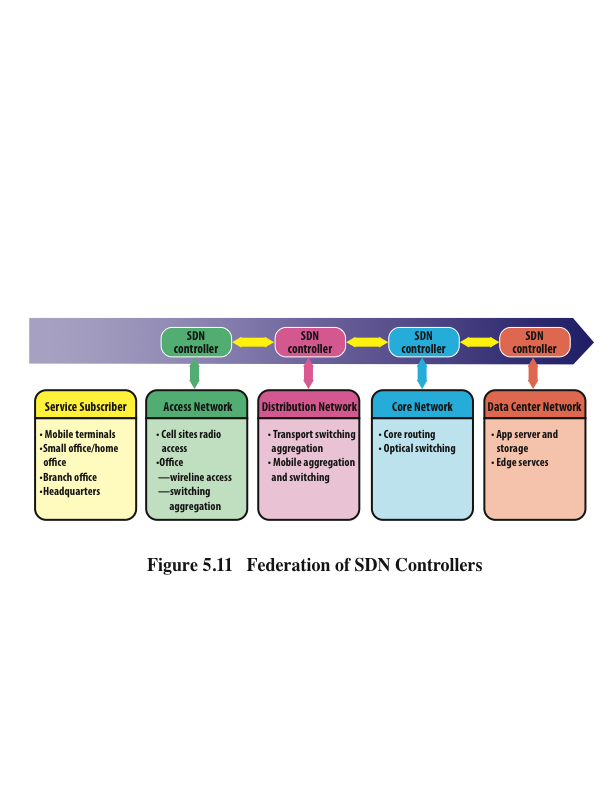 SDN
controller
SDN
controller
SDN
controller
SDN
controller
Service Subscriber
• Mobile terminals
•Small office/home
office
•Branch office
•Headquarters
Access Network
• Cell sites radio
access
•Office
—wireline access
—switching
aggregation
Distribution Network
• Transport switching
aggregation
• Mobile aggregation
and switching
Core Network
• Core routing
• Optical switching
Data Center Network
• App server and
storage
• Edge servces
Figure 5.11 Federation of SDN Controllers